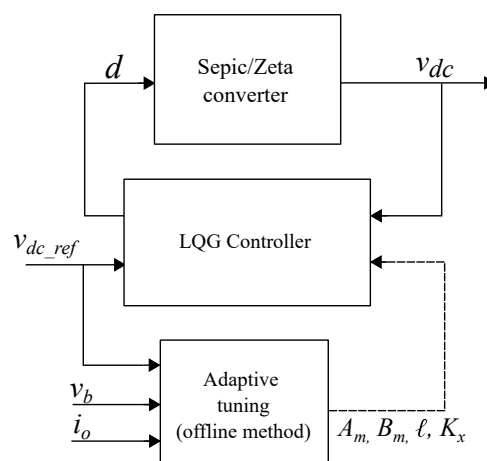 Sepic/Zeta
converter
d
v_dc
LQG Controller
v_dc_ref
Adaptive
tuning
(offline method)
v_b
i_o
A_m, B_m, ℓ, K_x